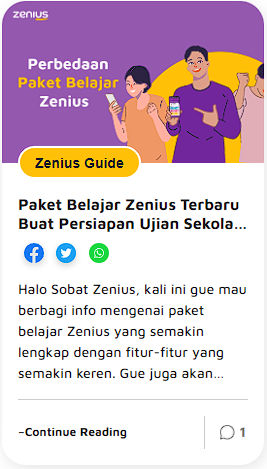 zenius
Perbedaan
Paket Belajar
Zenius
Zenius Guide
Paket Belajar Zenius Terbaru
Buat Persiapan Ujian Sekola...
Halo Sobat Zenius, kali ini gue mau
berbagi info mengenai paket
belajar Zenius yang semakin
lengkap dengan fitur-fitur yang
semakin keren. Gue juga akan...
–Continue Reading
1